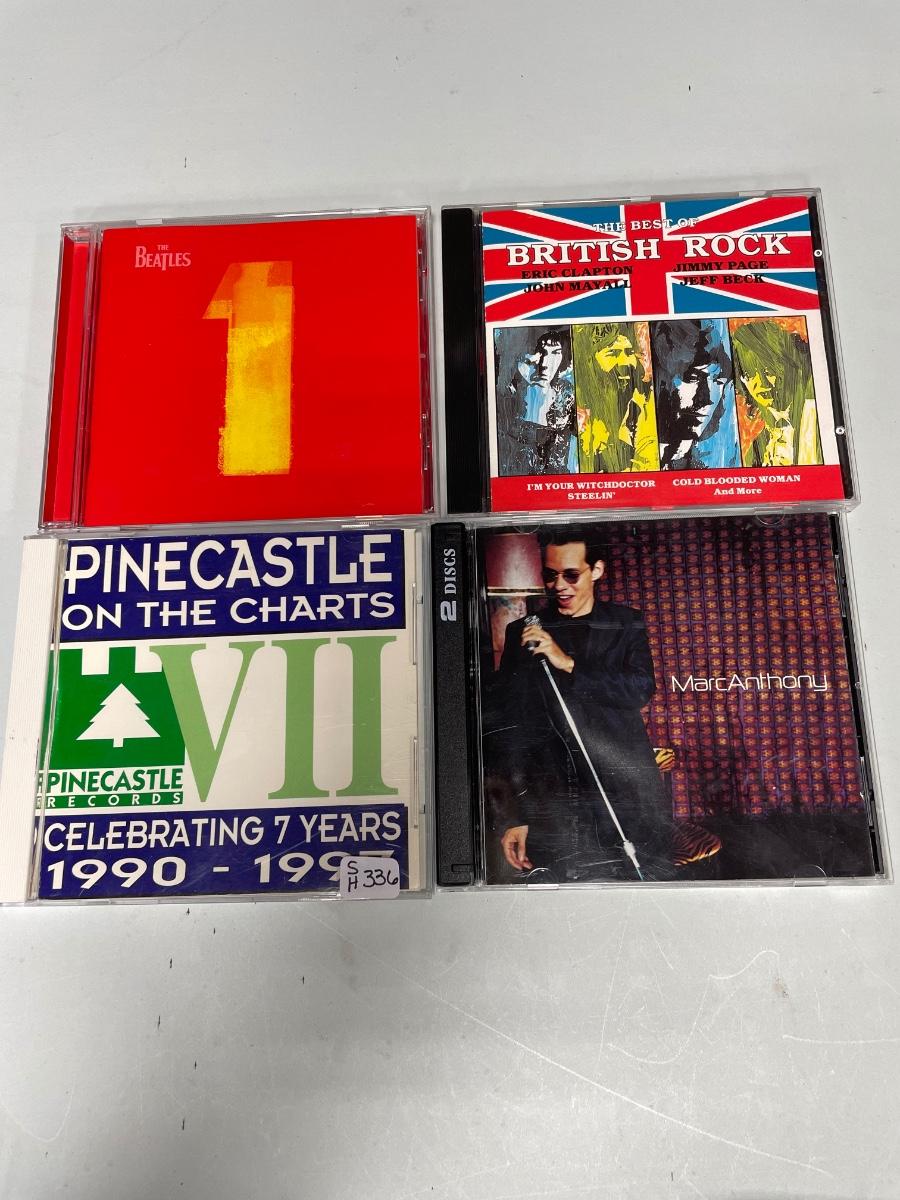 THE
BEATLES
1
THE BEST OF
BRITISH ROCK
ERIC CLAPTON JIMMY PAGE
JOHN MAYALL JEFF BECK
I'M YOUR WITCHDOCTOR COLD BLOODED WOMAN
STEELIN' And More
PINECASTLE
ON THE CHARTS
VII
PINECASTLE
RECORDS
CELEBRATING 7 YEARS
1990 - 1997
S
H 336
2 DISCS
MarcAnthony